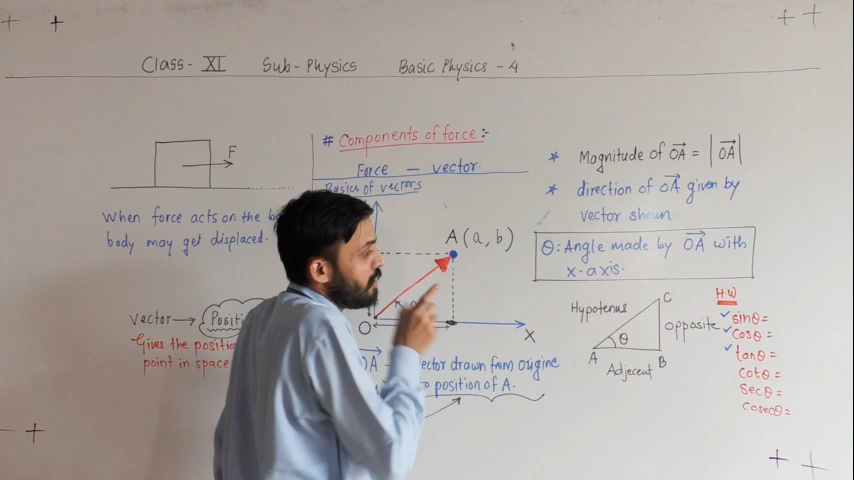 Class - XI Sub - Physics Basic Physics - 4
F
When force acts on the
body may get displaced.
Vector →
Gives the position
point in space
# Components of force :-
Force — vector.
Basics of vectors
A (a, b)
O
X
OA - vector drawn from origine
to position of A.
* Magnitude of OA = |OA|
* direction of OA given by
vector shown.
θ: Angle made by OA with
x-axis.
Hypotenus
C
opposite
θ
A
B
Adjecent
H.W
sinθ=
cosθ=
tanθ=
cotθ=
secθ=
cosecθ=